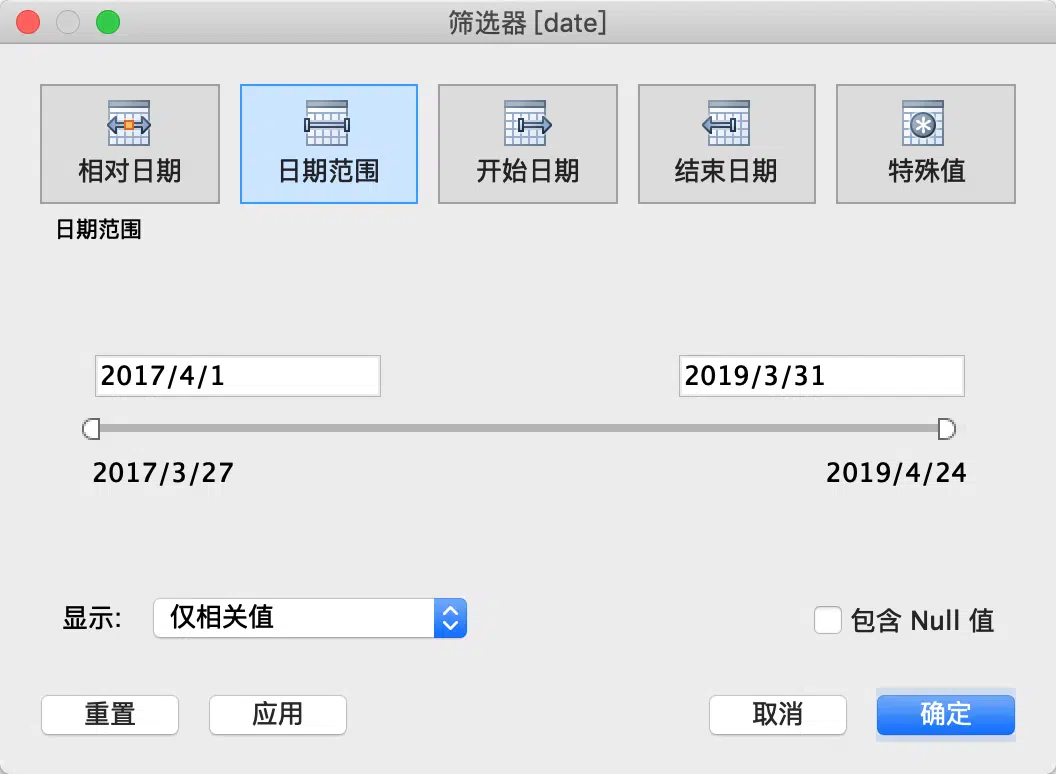 筛选器 [date]
相对日期
日期范围
开始日期
结束日期
特殊值
日期范围
2017/4/1
2019/3/31
2017/3/27
2019/4/24
显示: 仅相关值
包含 Null 值
重置
应用
取消
确定